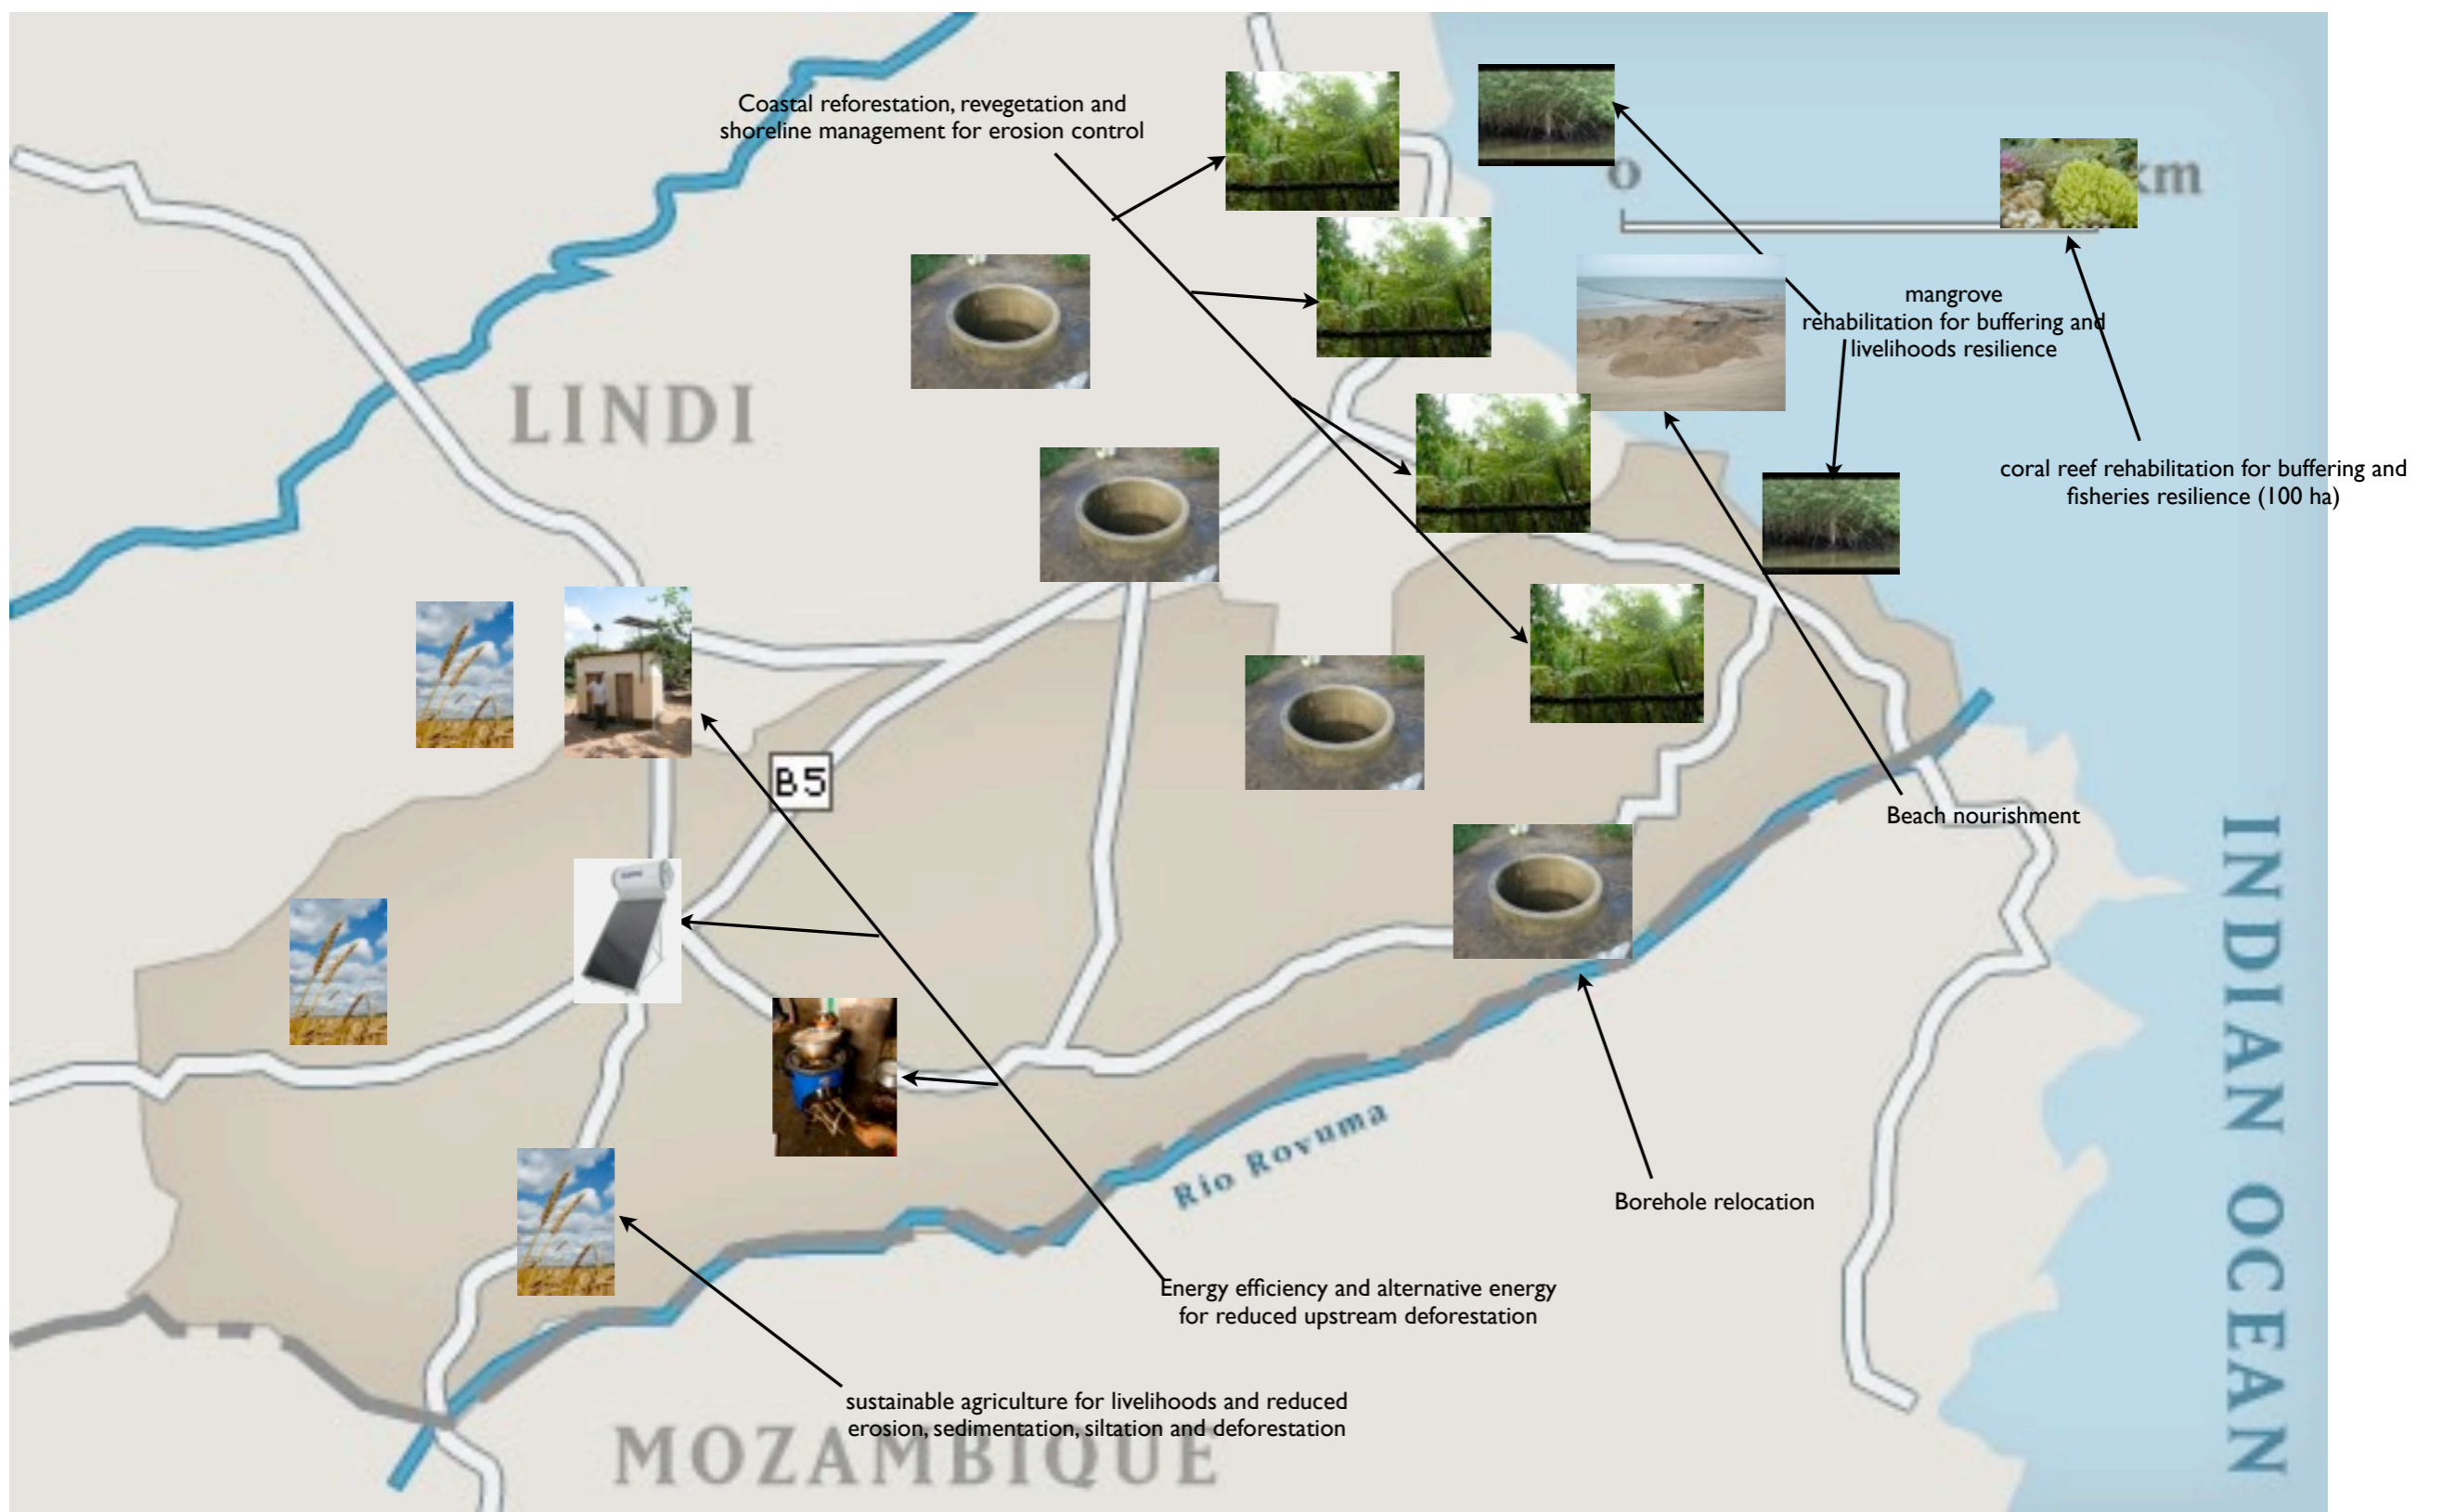 Coastal reforestation, revegetation and
shoreline management for erosion control
0
km
mangrove
rehabilitation for buffering and
livelihoods resilience
LINDI
coral reef rehabilitation for buffering and
fisheries resilience (100 ha)
B5
Beach nourishment
INDIAN OCEAN
Rio Rovuma
Borehole relocation
Energy efficiency and alternative energy
for reduced upstream deforestation
sustainable agriculture for livelihoods and reduced
erosion, sedimentation, siltation and deforestation
MOZAMBIQUE